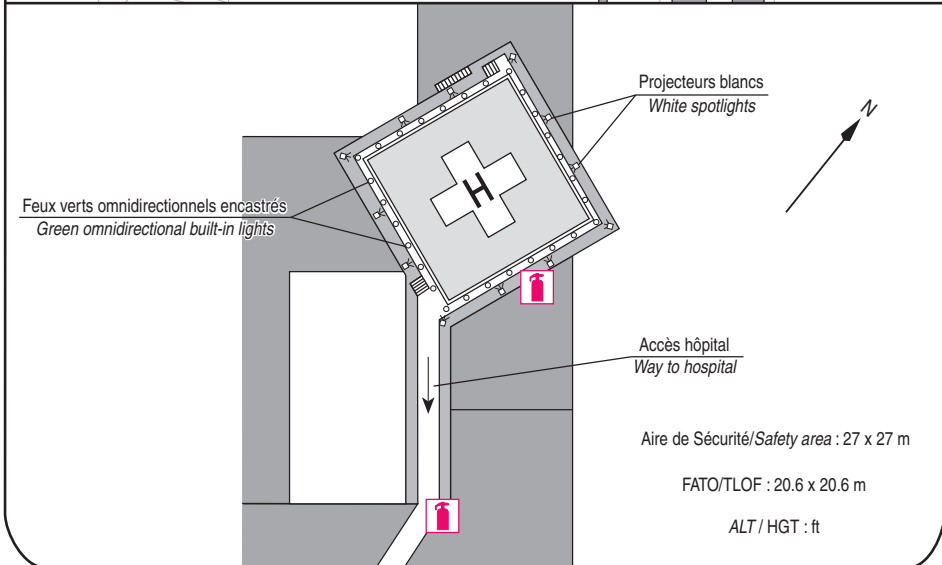 Projecteurs blancs
White spotlights
N
H
Feux verts omnidirectionnels encastrés
Green omnidirectional built-in lights
Accès hôpital
Way to hospital
Aire de Sécurité/Safety area : 27 x 27 m
FATO/TLOF : 20.6 x 20.6 m
ALT / HGT : ft